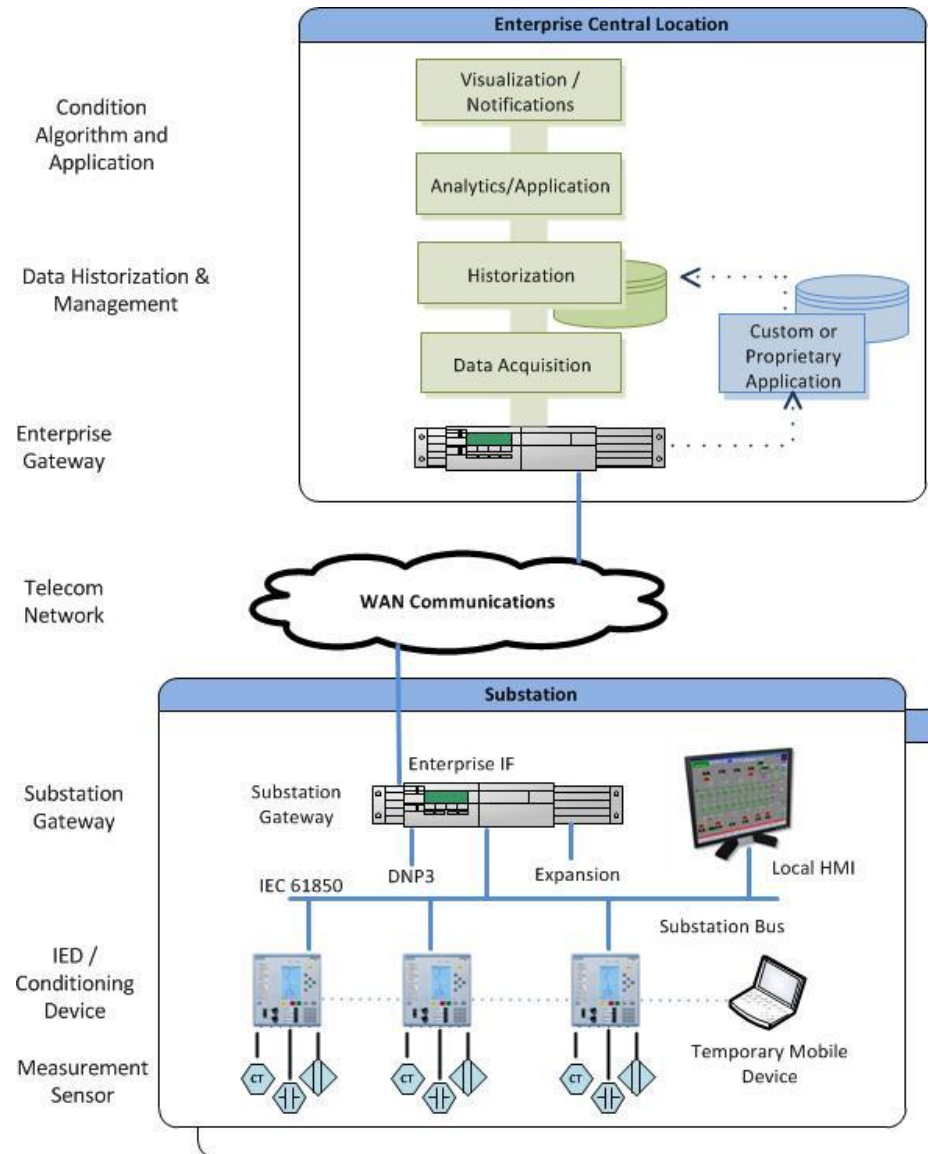 Enterprise Central Location
Visualization /
Notifications
Condition
Algorithm and
Application
Analytics/Application
Data Historization &
Management
Historization
Custom or
Proprietary
Application
Data Acquisition
Enterprise
Gateway
Telecom
Network
WAN Communications
Substation
Enterprise IF
Substation
Gateway
Substation
Gateway
Local HMI
DNP3
Expansion
IEC 61850
Substation Bus
IED /
Conditioning
Device
Temporary Mobile
Device
Measurement
Sensor
CT
CT
CT